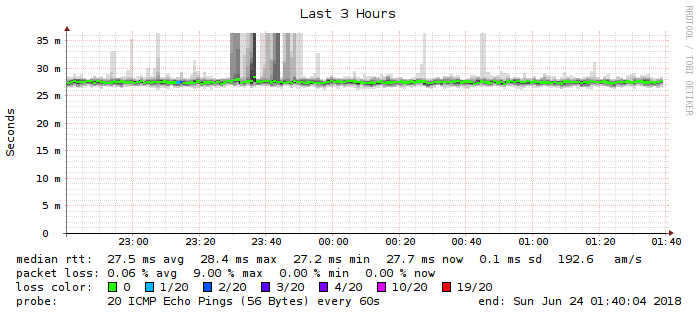 Last 3 Hours
RRDTOOL / TOBI OETIKER
Seconds
35 m
30 m
25 m
20 m
15 m
10 m
5 m
0
23:00 23:20 23:40 00:00 00:20 00:40 01:00 01:20 01:40
median rtt: 27.5 ms avg 28.4 ms max 27.2 ms min 27.7 ms now 0.1 ms sd 192.6 am/s
packet loss: 0.06 % avg 9.00 % max 0.00 % min 0.00 % now
loss color: 0 1/20 2/20 3/20 4/20 10/20 19/20
probe: 20 ICMP Echo Pings (56 Bytes) every 60s end: Sun Jun 24 01:40:04 2018